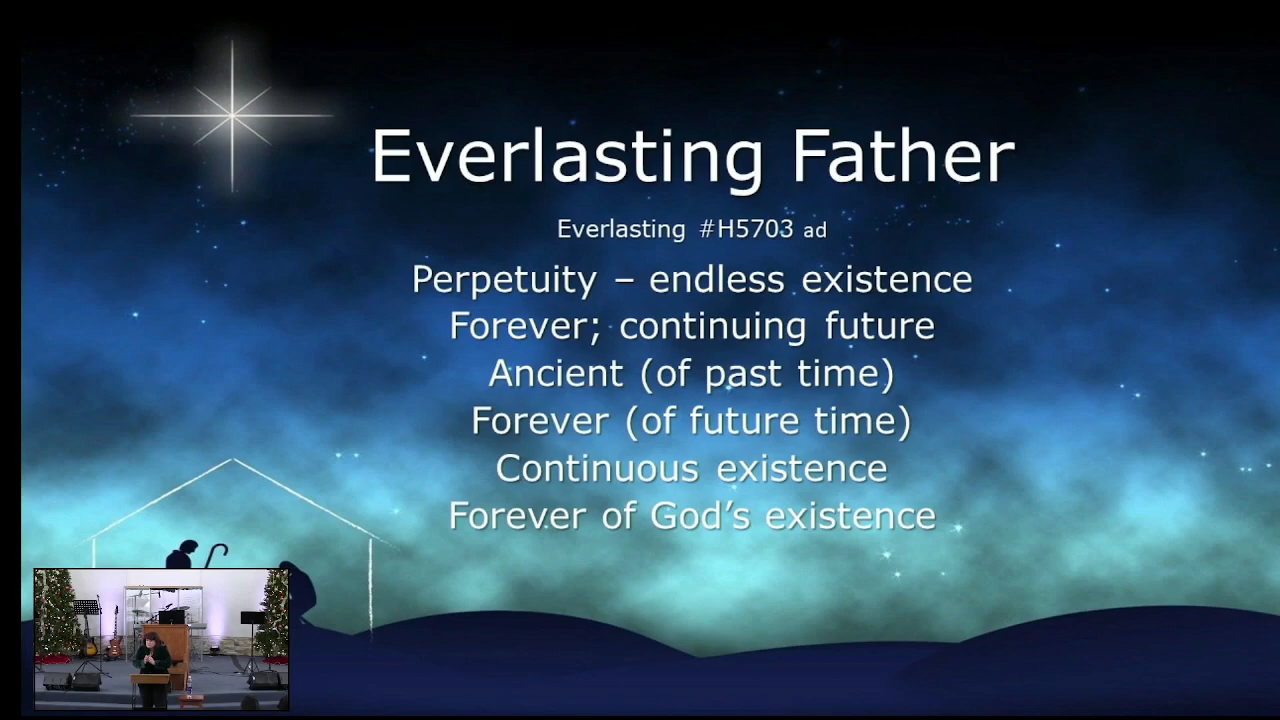 Everlasting Father
Everlasting #H5703 ad
Perpetuity – endless existence
Forever; continuing future
Ancient (of past time)
Forever (of future time)
Continuous existence
Forever of God’s existence